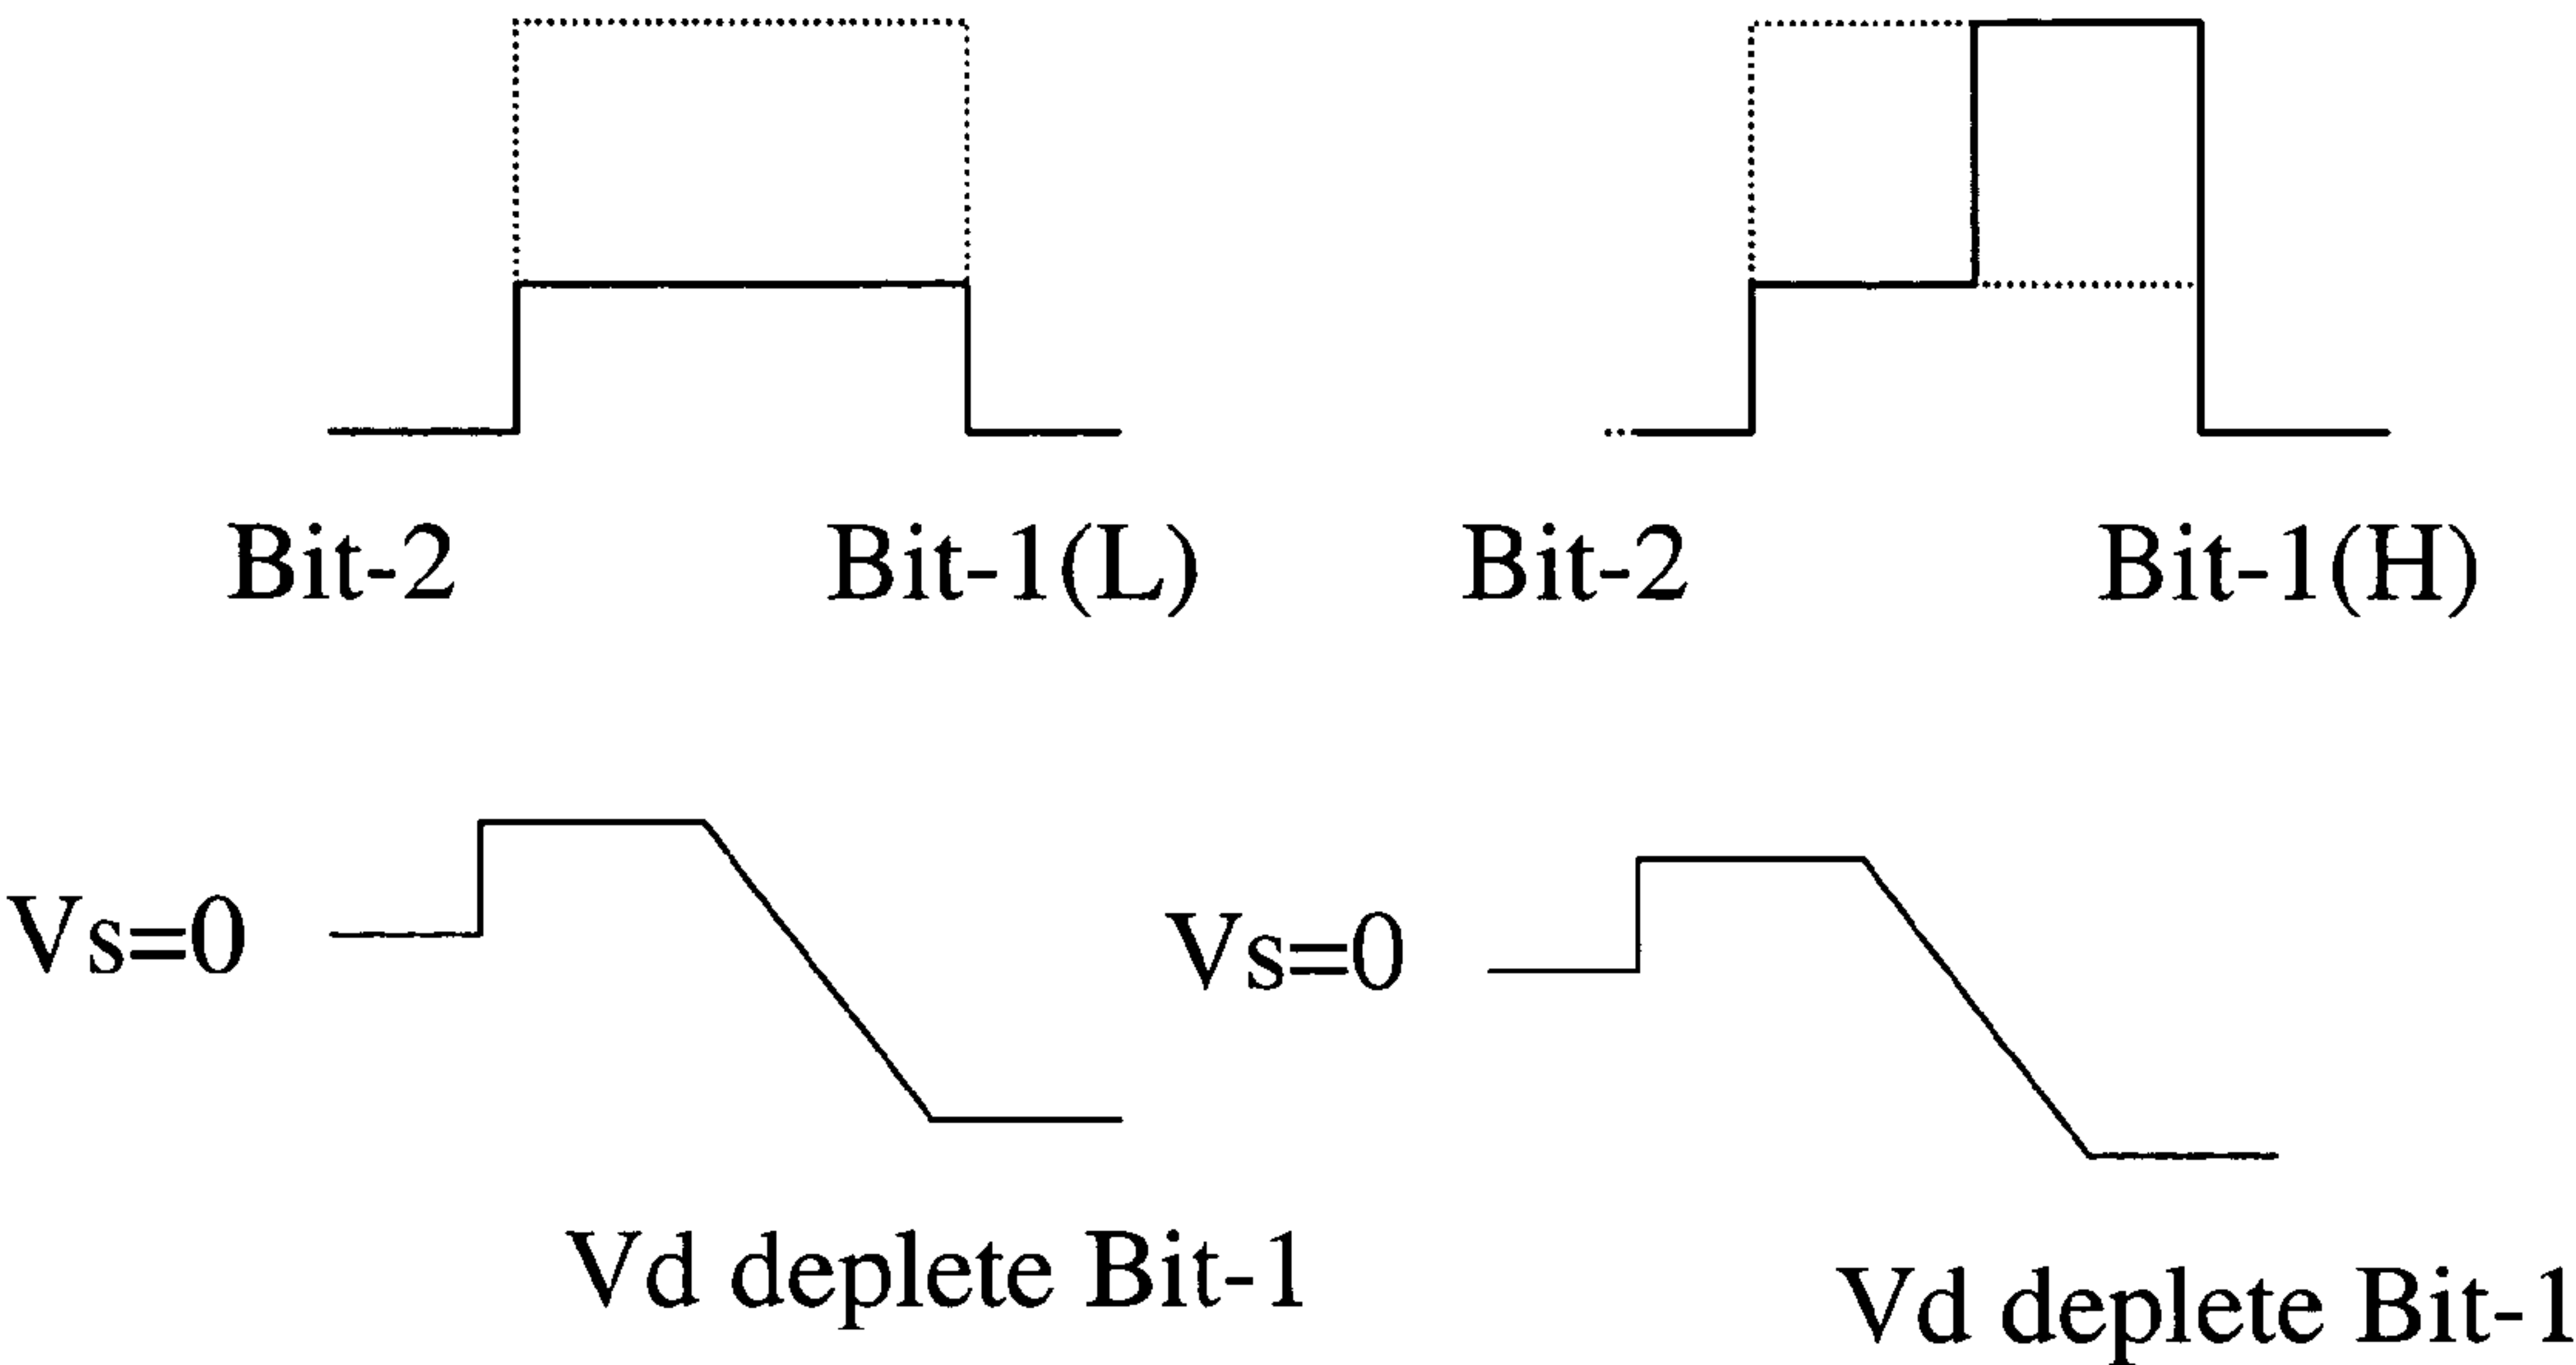 Bit-2 Bit-1(L) Bit-2 Bit-1(H)
Vs=0 Vs=0
Vd deplete Bit-1
Vd deplete Bit-1